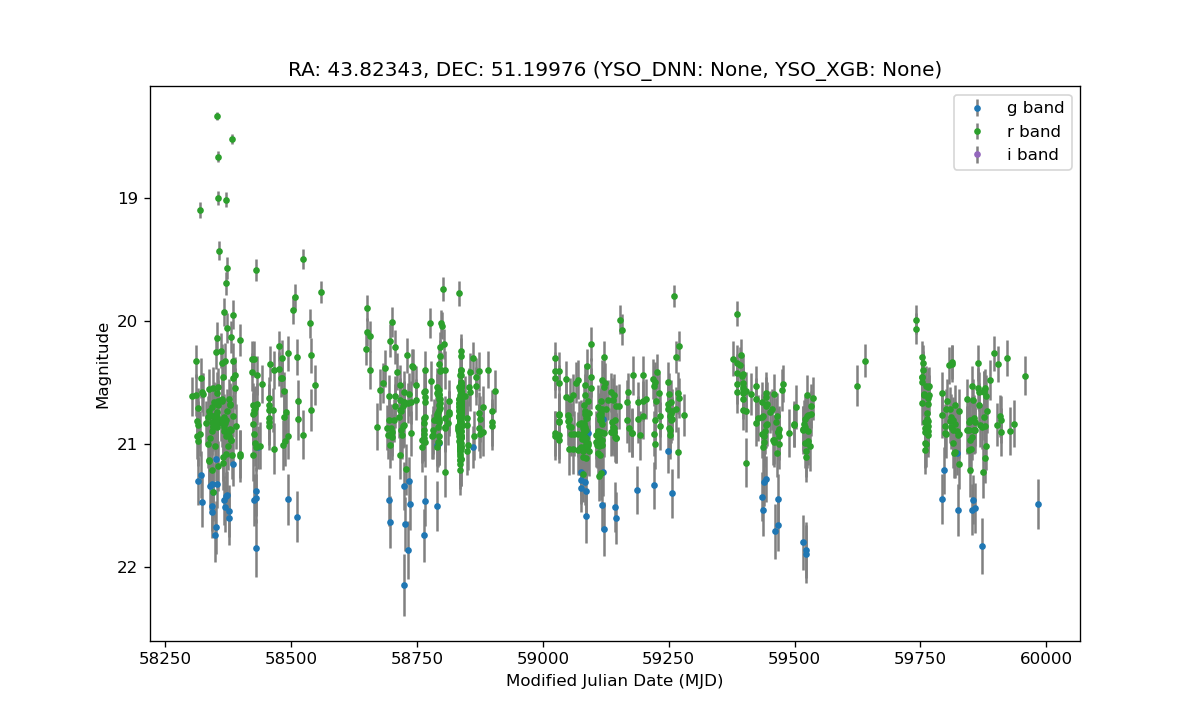 RA: 43.82343, DEC: 51.19976 (YSO_DNN: None, YSO_XGB: None)
g band
r band
i band
19
20
21
22
Magnitude
58250 58500 58750 59000 59250 59500 59750 60000
Modified Julian Date (MJD)